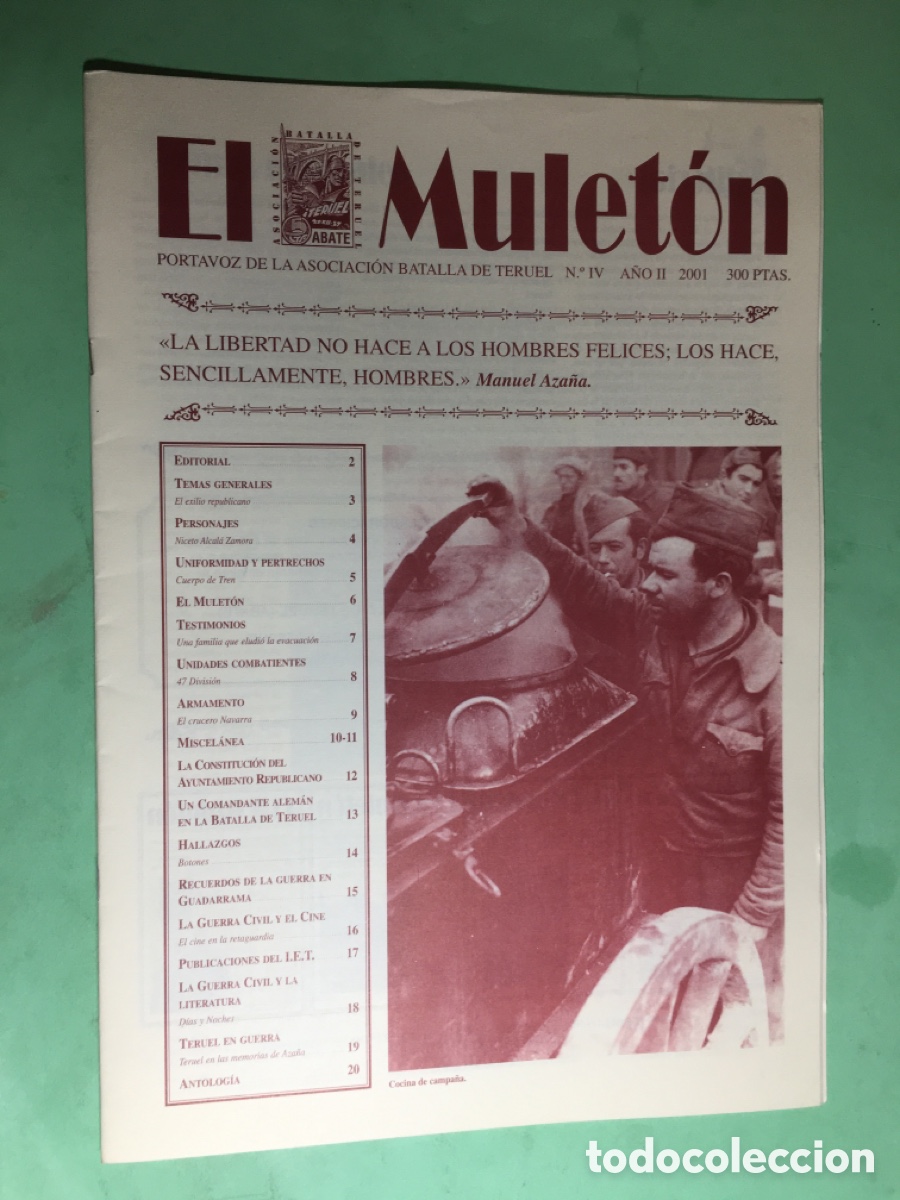 El Muletón
ASOCIACIÓN BATALLA DE TERUEL
¡TERUEL
ABATE
PORTAVOZ DE LA ASOCIACIÓN BATALLA DE TERUEL N.º IV AÑO II 2001 300 PTAS.
«LA LIBERTAD NO HACE A LOS HOMBRES FELICES; LOS HACE,
SENCILLAMENTE, HOMBRES.» Manuel Azaña.
EDITORIAL 2
TEMAS GENERALES
El exilio republicano 3
PERSONAJES
Niceto Alcalá Zamora 4
UNIFORMIDAD Y PERTRECHOS
Cuerpo de Tren 5
EL MULETÓN 6
TESTIMONIOS
Una familia que eludió la evacuación 7
UNIDADES COMBATIENTES
47 División 8
ARMAMENTO
El crucero Navarra 9
MISCELÁNEA 10-11
LA CONSTITUCIÓN DEL
AYUNTAMIENTO REPUBLICANO 12
UN COMANDANTE ALEMÁN
EN LA BATALLA DE TERUEL 13
HALLAZGOS
Botones 14
RECUERDOS DE LA GUERRA EN
GUADARRAMA 15
LA GUERRA CIVIL Y EL CINE
El cine en la retaguardia 16
PUBLICACIONES DEL I.E.T. 17
LA GUERRA CIVIL Y LA
LITERATURA
Días y Noches 18
TERUEL EN GUERRA
Teruel en las memorias de Azaña 19
ANTOLOGÍA 20
Cocina de campaña.
todocoleccion